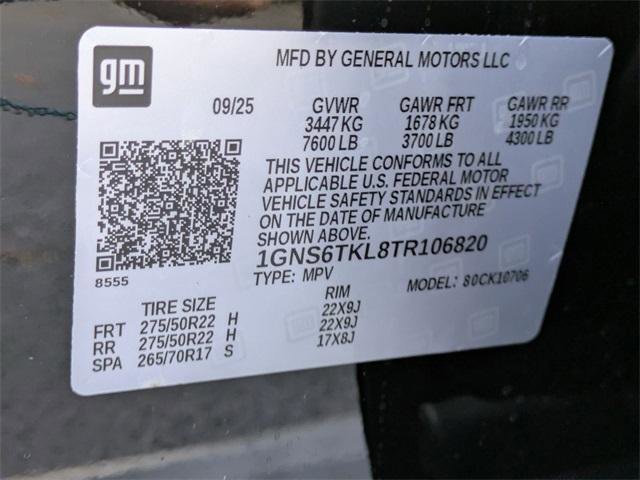 gm
MFD BY GENERAL MOTORS LLC
09/25 GVWR GAWR FRT GAWR RR
3447 KG 1678 KG 1950 KG
7600 LB 3700 LB 4300 LB
THIS VEHICLE CONFORMS TO ALL
APPLICABLE U.S. FEDERAL MOTOR
VEHICLE SAFETY STANDARDS IN EFFECT
ON THE DATE OF MANUFACTURE
SHOWN ABOVE.
1GNS6TKL8TR106820
8555 TYPE: MPV MODEL: 80CK10706
TIRE SIZE RIM
FRT 275/50R22 H 22X9J
RR 275/50R22 H 22X9J
SPA 265/70R17 S 17X8J